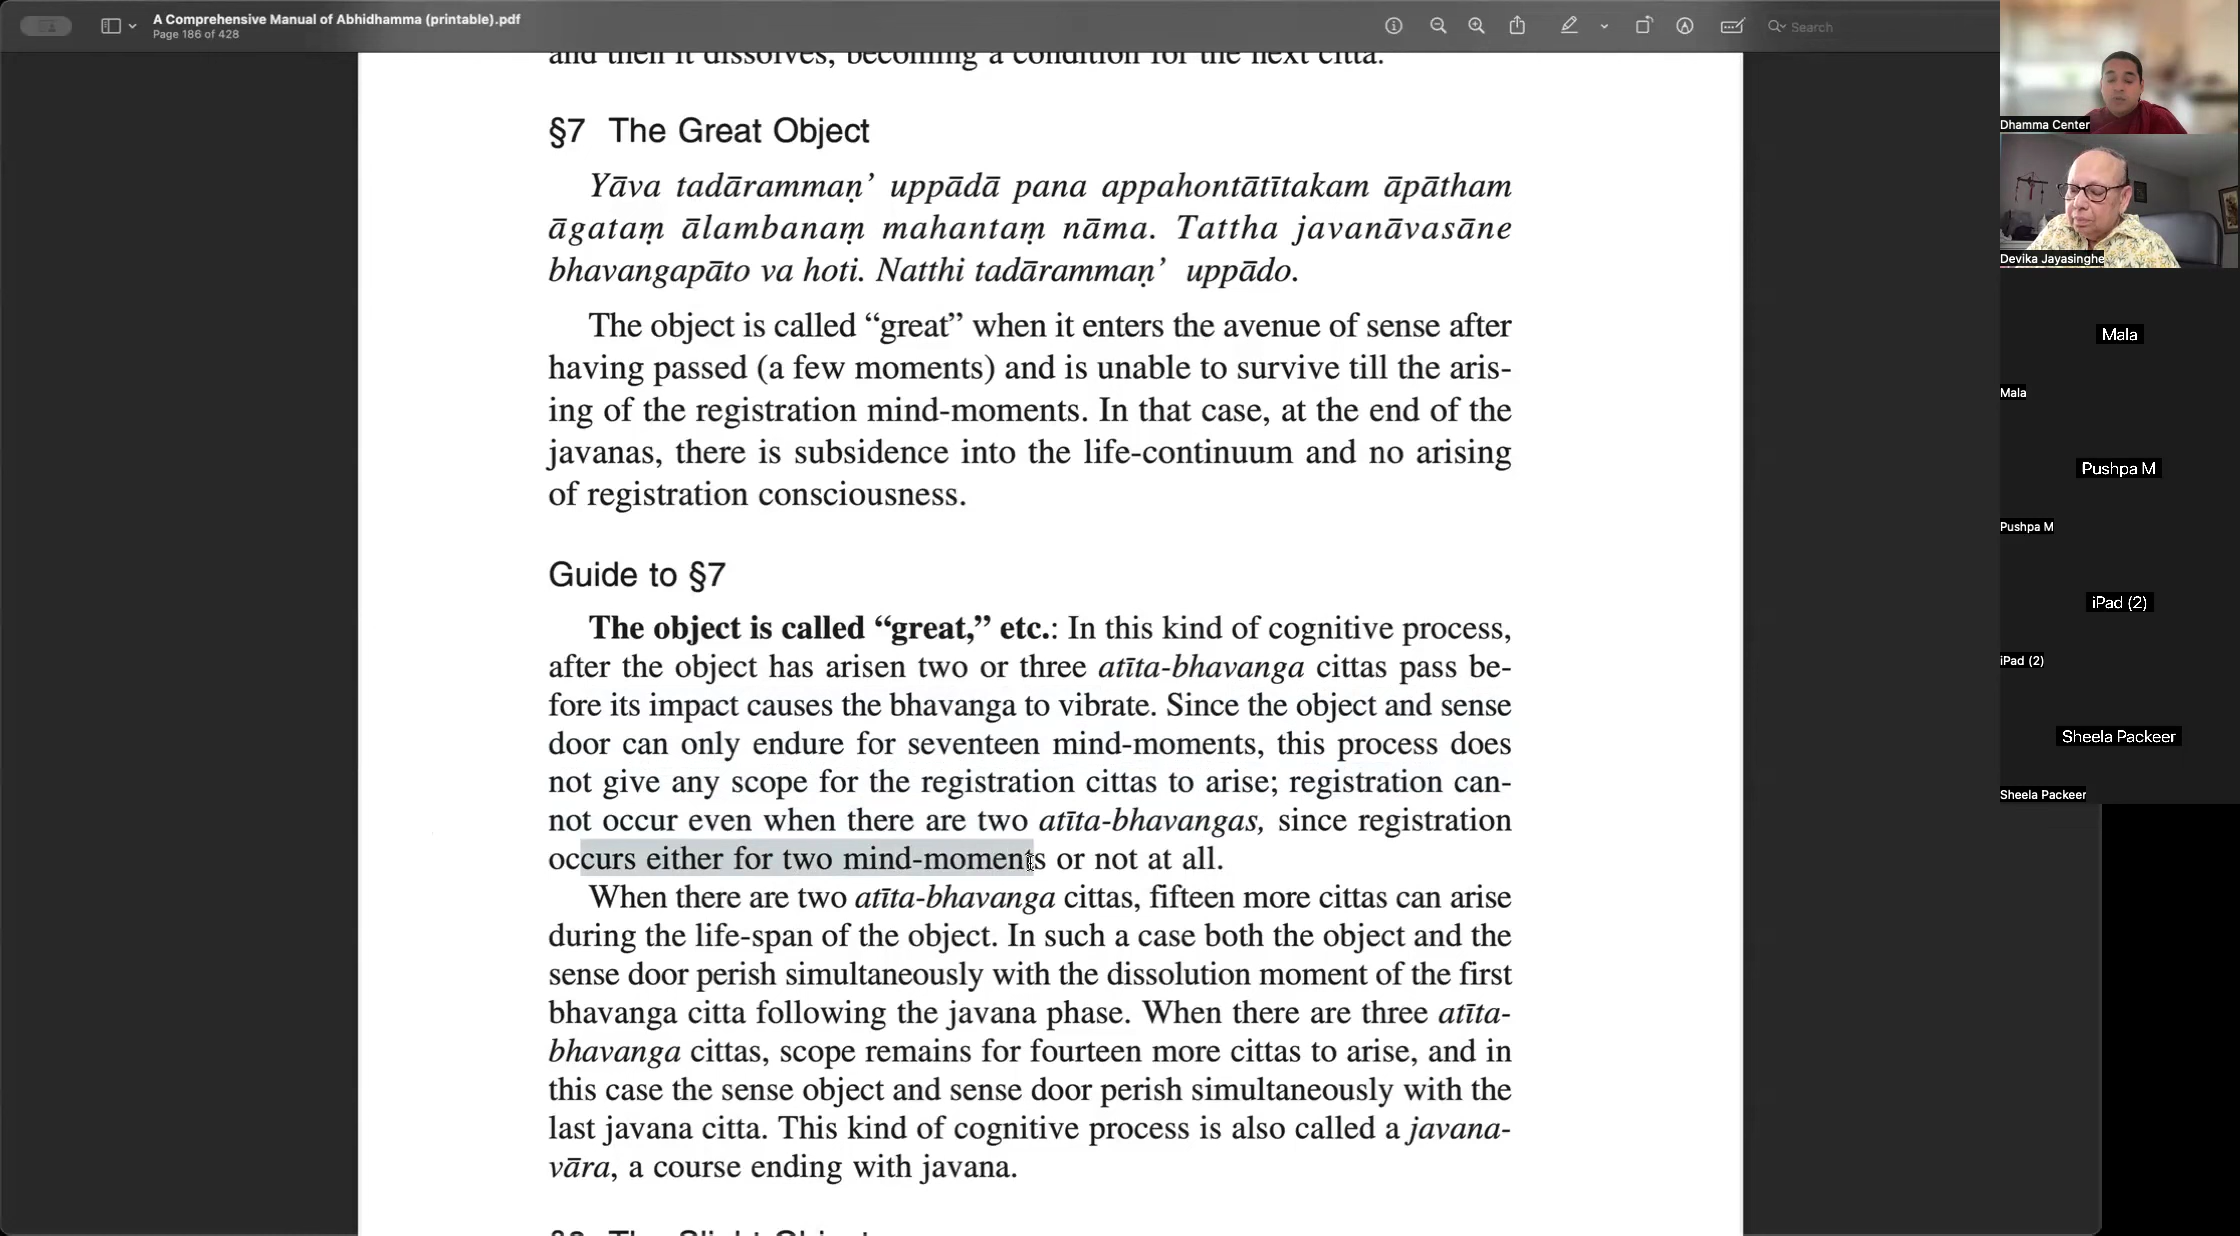 A Comprehensive Manual of Abhidhamma (printable).pdf
Page 186 of 428
Search
and then it dissolves, becoming a condition for the next citta.
§7 The Great Object
Yāva tadārammaṇ’ uppādā pana appahontātītakam āpātham
āgataṃ ālambanaṃ mahantaṃ nāma. Tattha javanāvasāne
bhavangapāto va hoti. Natthi tadārammaṇ’ uppādo.
The object is called “great” when it enters the avenue of sense after
having passed (a few moments) and is unable to survive till the aris-
ing of the registration mind-moments. In that case, at the end of the
javanas, there is subsidence into the life-continuum and no arising
of registration consciousness.
Guide to §7
The object is called “great,” etc.: In this kind of cognitive process,
after the object has arisen two or three atīta-bhavanga cittas pass be-
fore its impact causes the bhavanga to vibrate. Since the object and sense
door can only endure for seventeen mind-moments, this process does
not give any scope for the registration cittas to arise; registration can-
not occur even when there are two atīta-bhavangas, since registration
occurs either for two mind-moments or not at all.
When there are two atīta-bhavanga cittas, fifteen more cittas can arise
during the life-span of the object. In such a case both the object and the
sense door perish simultaneously with the dissolution moment of the first
bhavanga citta following the javana phase. When there are three atīta-
bhavanga cittas, scope remains for fourteen more cittas to arise, and in
this case the sense object and sense door perish simultaneously with the
last javana citta. This kind of cognitive process is also called a javana-
vāra, a course ending with javana.
Dhamma Center
Devika Jayasinghe
Mala
Mala
Pushpa M
Pushpa M
iPad (2)
iPad (2)
Sheela Packeer
Sheela Packeer